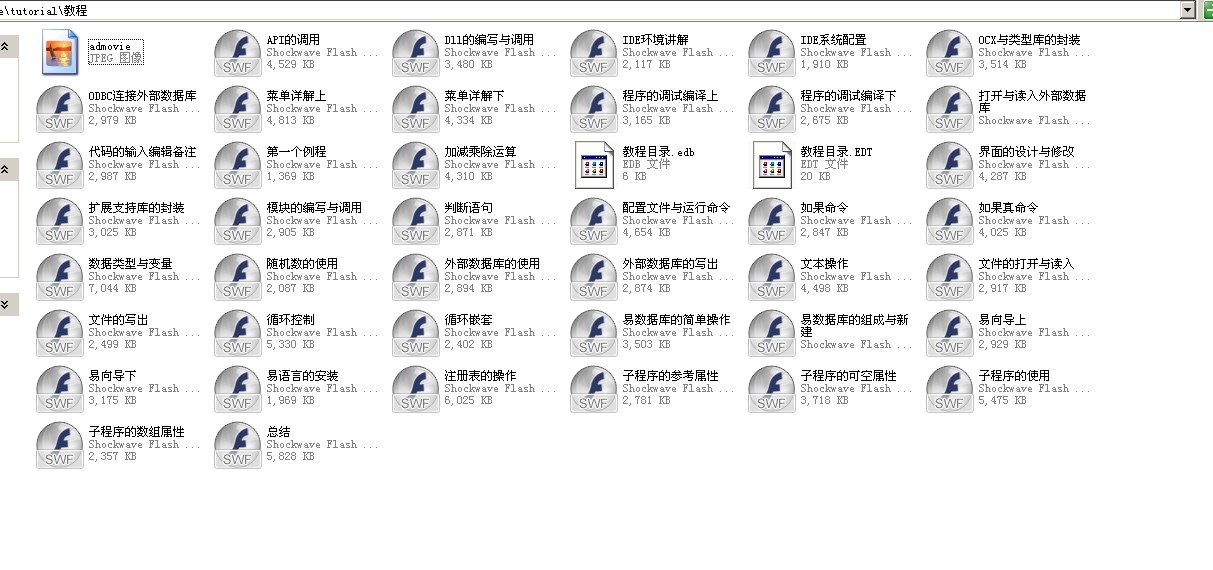 e\tutorial\教程
admovie
JPEG 图像
API的调用
Shockwave Flash ...
4,529 KB
Dll的编写与调用
Shockwave Flash ...
3,480 KB
IDE环境讲解
Shockwave Flash ...
2,117 KB
IDE系统配置
Shockwave Flash ...
1,910 KB
OCX与类型库的封装
Shockwave Flash ...
3,514 KB
ODBC连接外部数据库
Shockwave Flash ...
2,979 KB
菜单详解上
Shockwave Flash ...
4,813 KB
菜单详解下
Shockwave Flash ...
4,334 KB
程序的调试编译上
Shockwave Flash ...
3,165 KB
程序的调试编译下
Shockwave Flash ...
2,675 KB
打开与读入外部数据
库
Shockwave Flash ...
代码的输入编辑备注
Shockwave Flash ...
2,987 KB
第一个例程
Shockwave Flash ...
1,369 KB
加减乘除运算
Shockwave Flash ...
4,310 KB
教程目录.edb
EDB 文件
6 KB
教程目录.EDT
EDT 文件
20 KB
界面的设计与修改
Shockwave Flash ...
4,287 KB
扩展支持库的封装
Shockwave Flash ...
3,025 KB
模块的编写与调用
Shockwave Flash ...
2,905 KB
判断语句
Shockwave Flash ...
2,871 KB
配置文件与运行命令
Shockwave Flash ...
4,654 KB
如果命令
Shockwave Flash ...
2,847 KB
如果真命令
Shockwave Flash ...
4,025 KB
数据类型与变量
Shockwave Flash ...
7,044 KB
随机数的使用
Shockwave Flash ...
2,087 KB
外部数据库的使用
Shockwave Flash ...
2,894 KB
外部数据库的写出
Shockwave Flash ...
2,874 KB
文本操作
Shockwave Flash ...
4,498 KB
文件的打开与读入
Shockwave Flash ...
2,917 KB
文件的写出
Shockwave Flash ...
2,499 KB
循环控制
Shockwave Flash ...
5,330 KB
循环嵌套
Shockwave Flash ...
2,402 KB
易数据库的简单操作
Shockwave Flash ...
3,503 KB
易数据库的组成与新
建
Shockwave Flash ...
易向导上
Shockwave Flash ...
2,929 KB
易向导下
Shockwave Flash ...
3,175 KB
易语言的安装
Shockwave Flash ...
1,969 KB
注册表的操作
Shockwave Flash ...
6,025 KB
子程序的参考属性
Shockwave Flash ...
2,781 KB
子程序的可空属性
Shockwave Flash ...
3,718 KB
子程序的使用
Shockwave Flash ...
5,475 KB
子程序的数组属性
Shockwave Flash ...
2,357 KB
总结
Shockwave Flash ...
5,828 KB